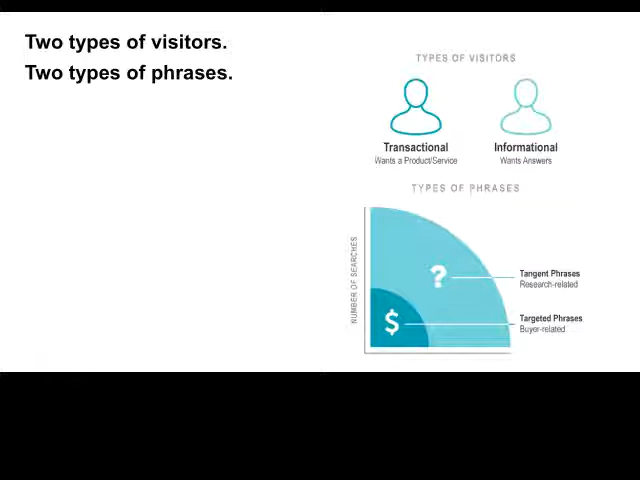 Two types of visitors.
Two types of phrases.
TYPES OF VISITORS
Transactional
Wants a Product/Service
Informational
Wants Answers
TYPES OF PHRASES
NUMBER OF SEARCHES
?
Tangent Phrases
Research-related
$
Targeted Phrases
Buyer-related